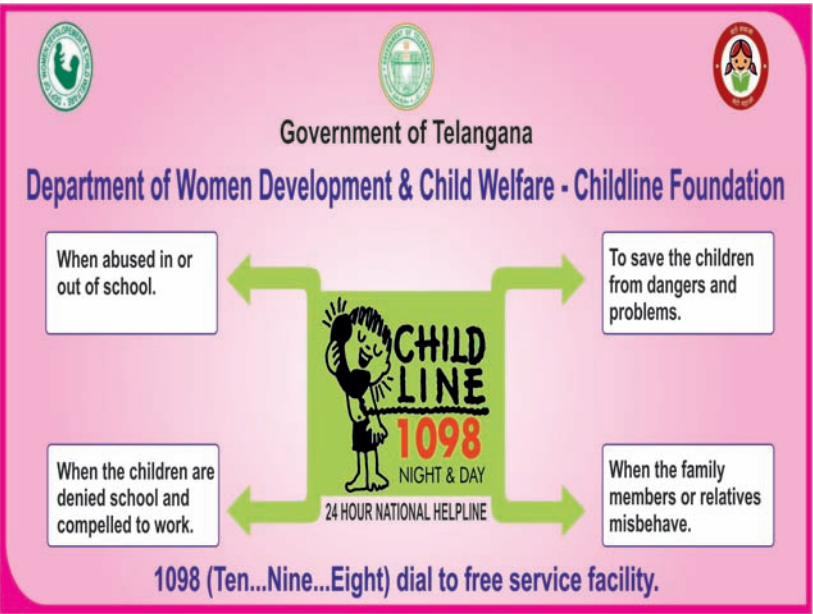 Government of Telangana
Department of Women Development & Child Welfare - Childline Foundation
When abused in or
out of school.
To save the children
from dangers and
problems.
CHILD
LINE
1098
NIGHT & DAY
24 HOUR NATIONAL HELPLINE
When the children are
denied school and
compelled to work.
When the family
members or relatives
misbehave.
1098 (Ten...Nine...Eight) dial to free service facility.